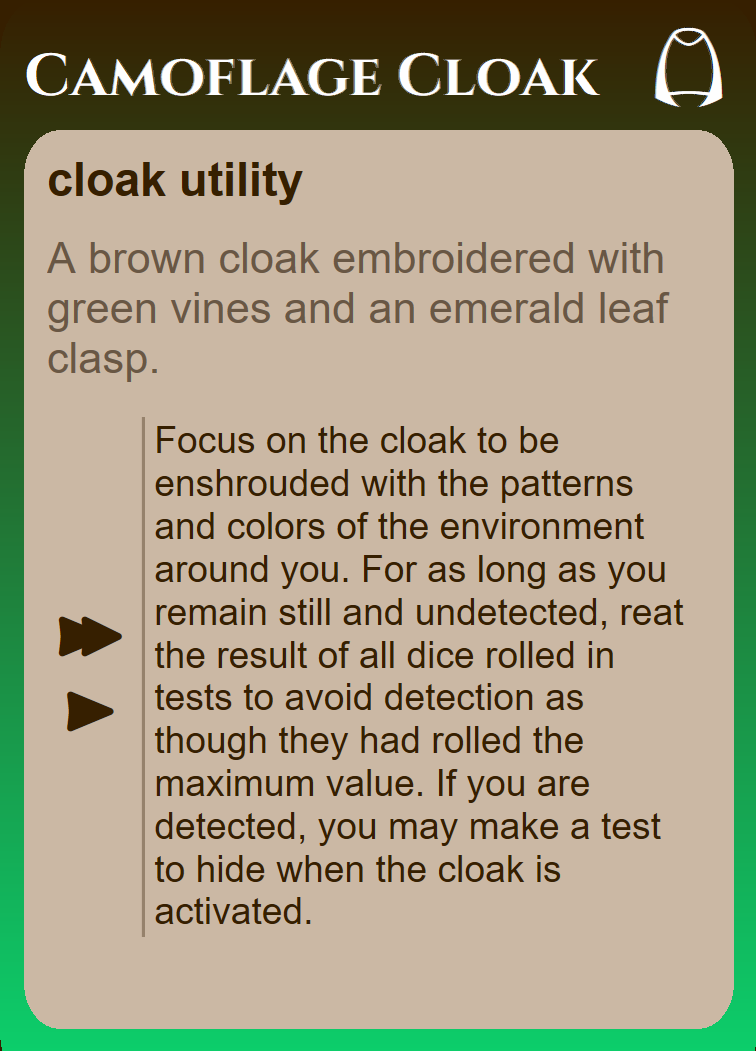 Camoflage Cloak
cloak utility
A brown cloak embroidered with
green vines and an emerald leaf
clasp.
Focus on the cloak to be
enshrouded with the patterns
and colors of the environment
around you. For as long as you
remain still and undetected, reat
the result of all dice rolled in
tests to avoid detection as
though they had rolled the
maximum value. If you are
detected, you may make a test
to hide when the cloak is
activated.